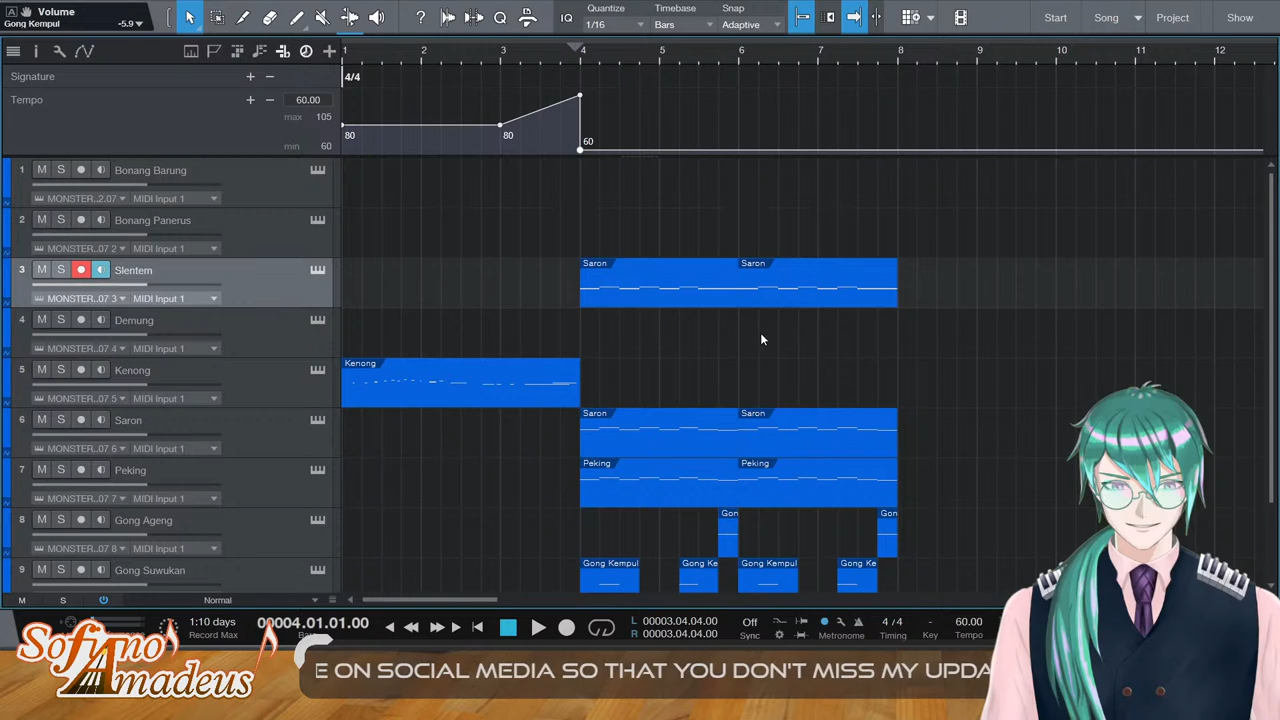 Volume
Gong Kempul -5.9
IQ
Quantize
1/16
Timebase
Bars
Snap
Adaptive
Start Song Project Show
1 2 3 4 5 6 7 8 9 10 11 12
Signature + −
4/4
Tempo + − 60.00
max 105
min 60
80
80
60
1 M S Bonang Barung
MONSTER...2.07 MIDI Input 1
2 M S Bonang Panerus
MONSTER..07 2 MIDI Input 1
3 M S Slentem
MONSTER..07 3 MIDI Input 1
Saron Saron
4 M S Demung
MONSTER..07 4 MIDI Input 1
5 M S Kenong
MONSTER..07 5 MIDI Input 1
Kenong
6 M S Saron
MONSTER..07 6 MIDI Input 1
Saron Saron
7 M S Peking
MONSTER..07 7 MIDI Input 1
Peking Peking
8 M S Gong Ageng
MONSTER..07 8 MIDI Input 1
Gon Gon
9 M S Gong Suwukan
Gong Kempul Gong Ke Gong Kempul Gong Ke
M S Normal
1:10 days
Record Max
00004.01.01.00
L 00003.04.04.00
R 00003.04.04.00
Off
Sync
Metronome
4 / 4
Timing
-
Key
60.00
Tempo
Sofiano
Amadeus
E ON SOCIAL MEDIA SO THAT YOU DON'T MISS MY UPDA